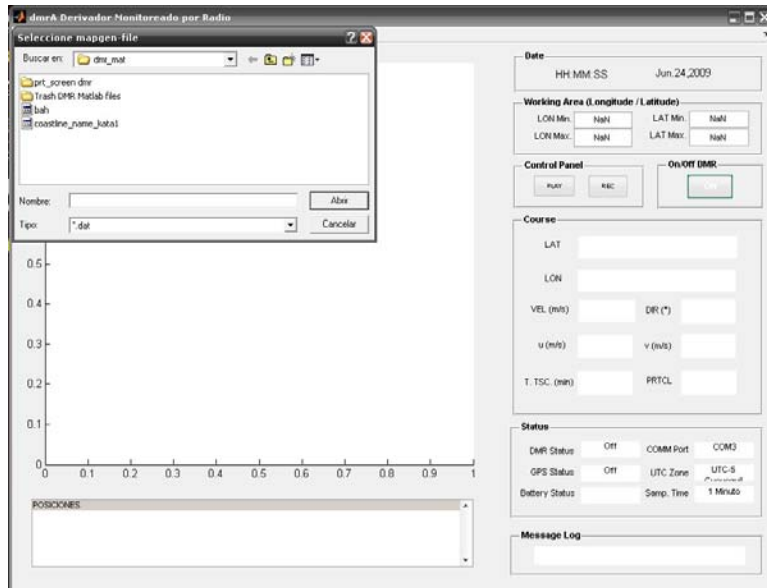 dmrA Derivador Monitoreado por Radio
Seleccione mapgen-file
Buscar en:
dmr_mat
prt_screen dmr
Trash DMR Matlab files
bah
coastline_name_kata1
Nombre:
Abrir
Tipo:
*.dat
Cancelar
0.5
0.4
0.3
0.2
0.1
0
0 0.1 0.2 0.3 0.4 0.5 0.6 0.7 0.8 0.9 1
POSICIONES
Date
HH:MM:SS Jun.24,2009
Working Area (Longitude / Latitude)
LON Min. NaN LAT Min. NaN
LON Max. NaN LAT Max. NaN
Control Panel
PLAY REC
On/Off DMR
Course
LAT
LON
VEL (m/s) DIR (°)
u (m/s) v (m/s)
T. TSC. (min) PRTCL
Status
DMR Status Off COMM Port COM3
GPS Status Off UTC Zone UTC-5
Battery Status Samp. Time 1 Minuto
Message Log